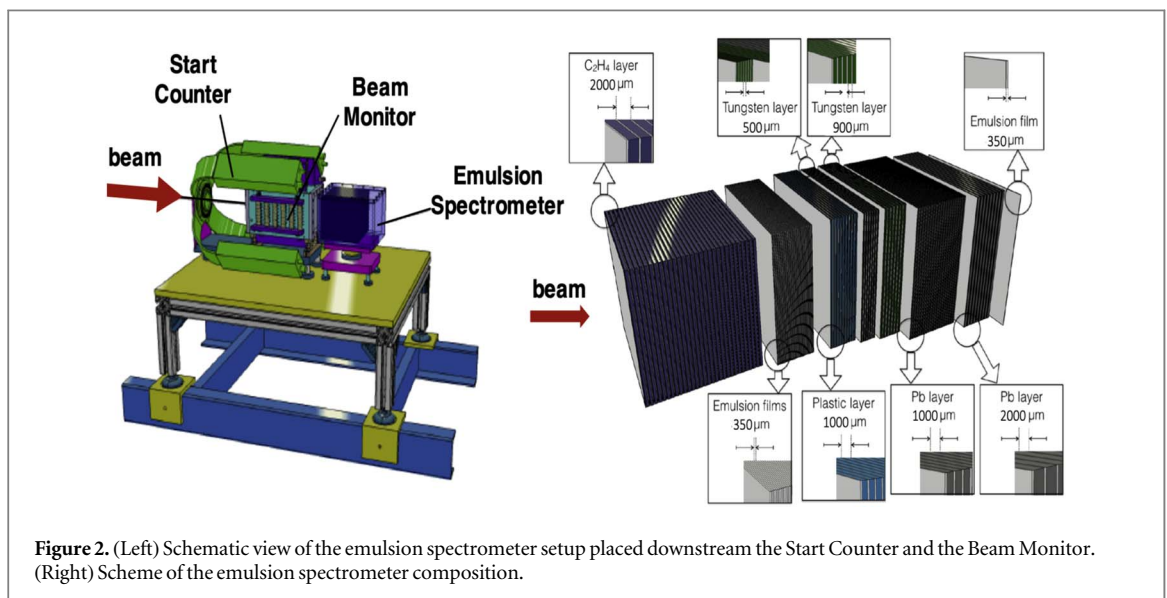 Start
Counter
Beam
Monitor
beam
Emulsion
Spectrometer
C₂H₄ layer
2000 μm
Tungsten layer
500 μm
Tungsten layer
900 μm
Emulsion film
350 μm
beam
Emulsion films
350 μm
Plastic layer
1000 μm
Pb layer
1000 μm
Pb layer
2000 μm
Figure 2. (Left) Schematic view of the emulsion spectrometer setup placed downstream the Start Counter and the Beam Monitor.
(Right) Scheme of the emulsion spectrometer composition.